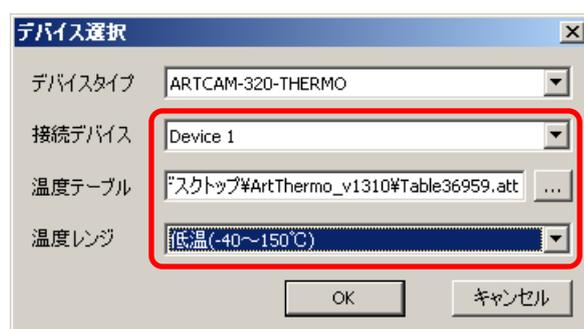 デバイス選択
デバイスタイプ ARTCAM-320-THERMO
接続デバイス Device 1
温度テーブル スクトップ¥ArtThermo_v1310¥Table36959.att ...
温度レンジ 低温(-40～150℃)
OK キャンセル